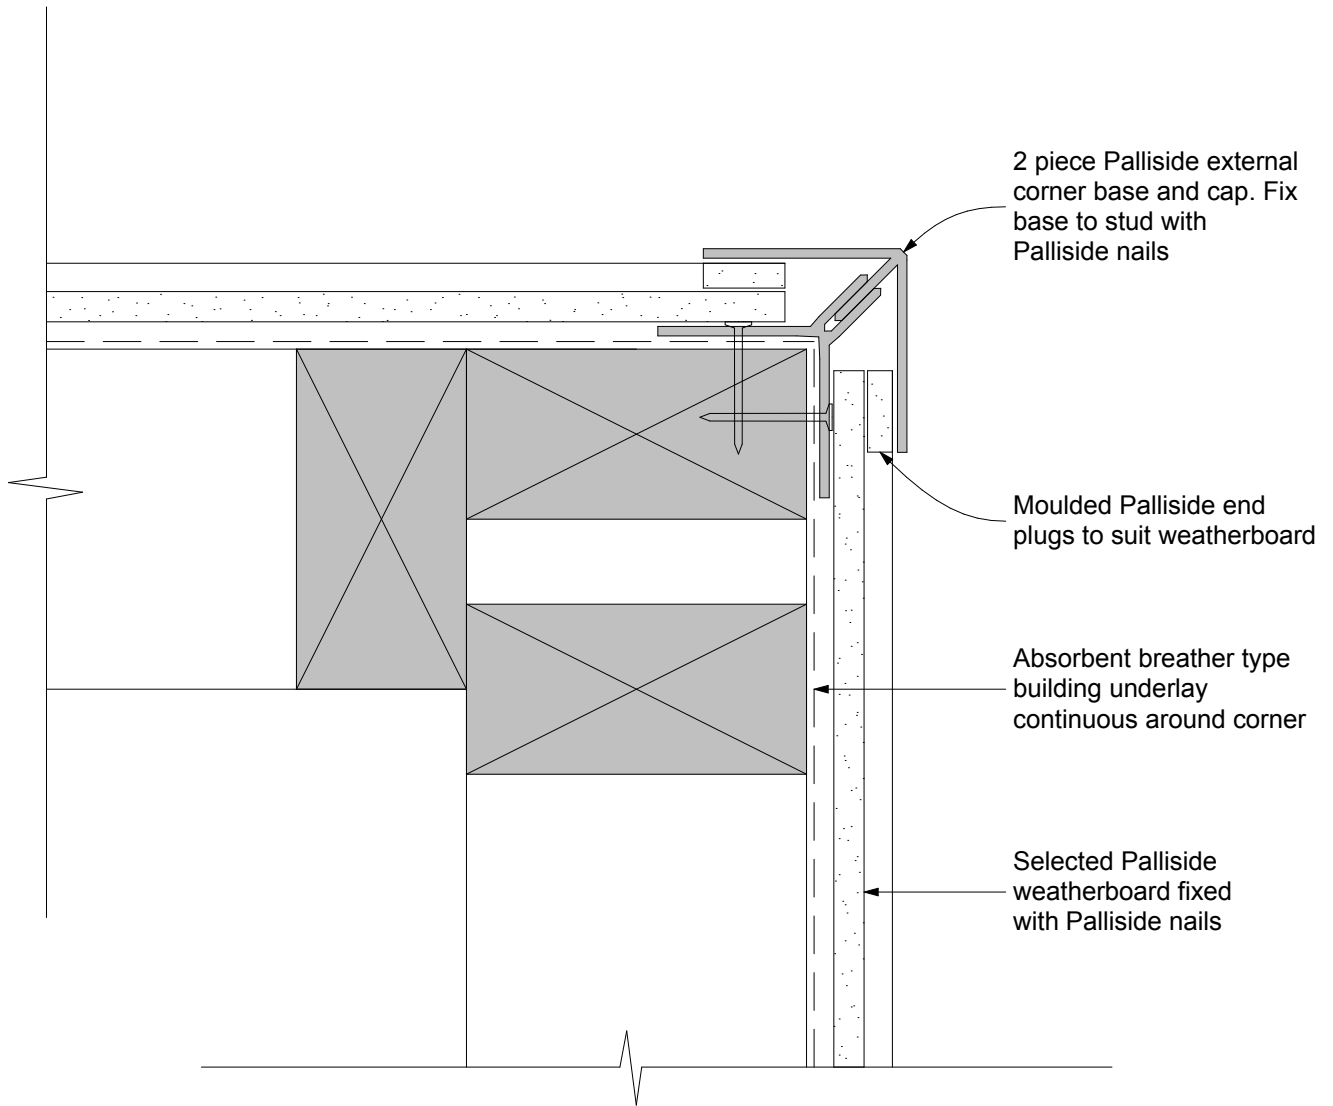 2 piece Palliside external
corner base and cap. Fix
base to stud with
Palliside nails
Moulded Palliside end
plugs to suit weatherboard
Absorbent breather type
building underlay
continuous around corner
Selected Palliside
weatherboard fixed
with Palliside nails